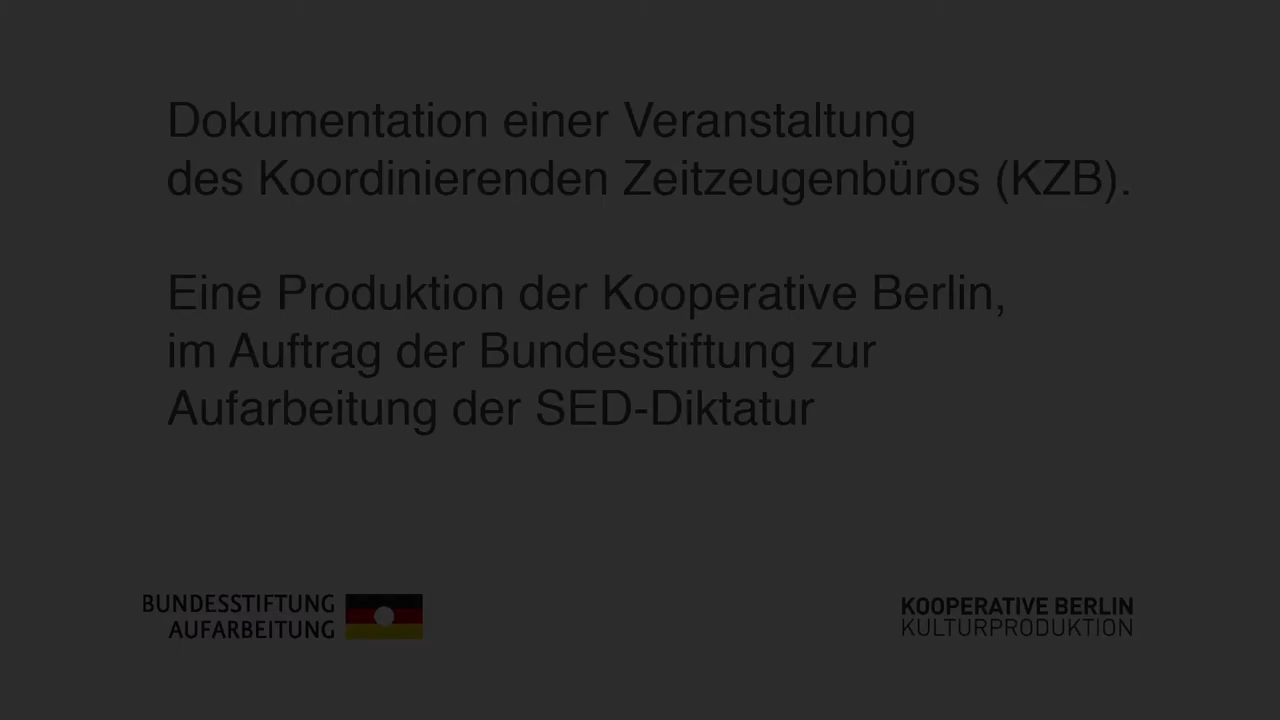 Dokumentation einer Veranstaltung
des Koordinierenden Zeitzeugenbüros (KZB).
Eine Produktion der Kooperative Berlin,
im Auftrag der Bundesstiftung zur
Aufarbeitung der SED-Diktatur
BUNDESSTIFTUNG
AUFARBEITUNG
KOOPERATIVE BERLIN
KULTURPRODUKTION